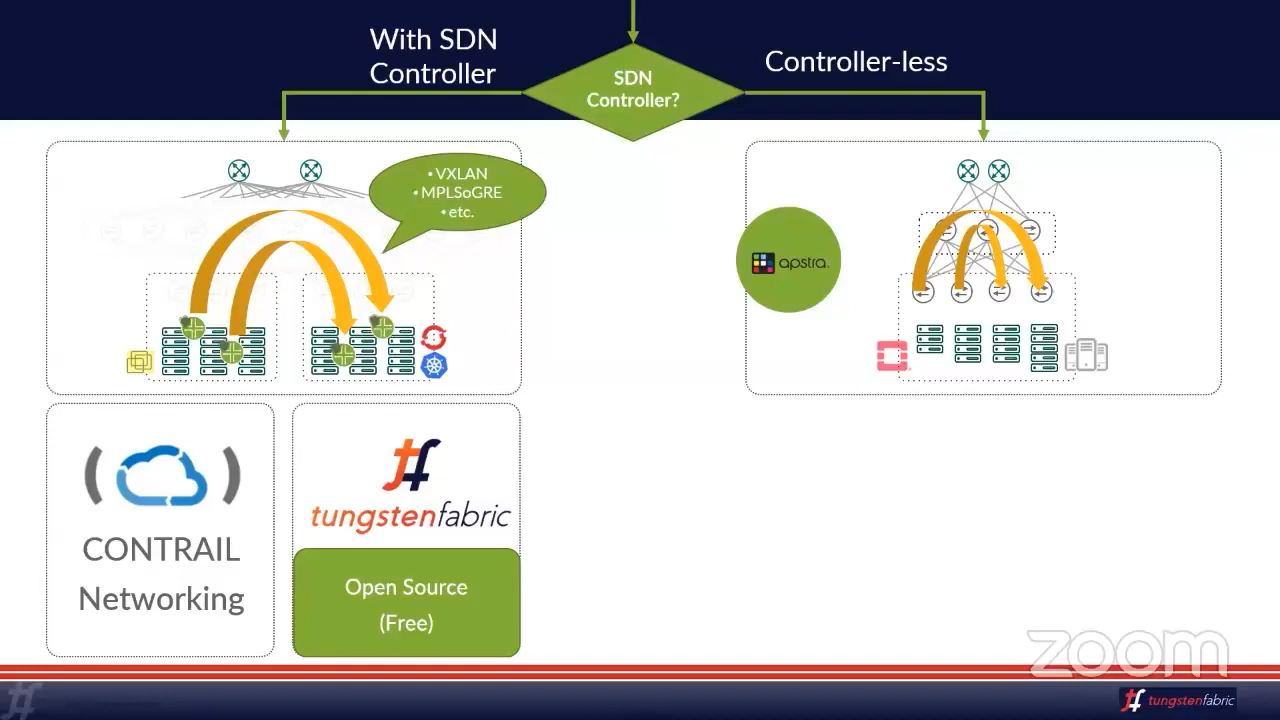 With SDN
Controller
SDN
Controller?
Controller-less
• VXLAN
• MPLSoGRE
• etc.
apstra.
CONTRAIL
Networking
tungstenfabric
Open Source
(Free)
zoom
tungstenfabric